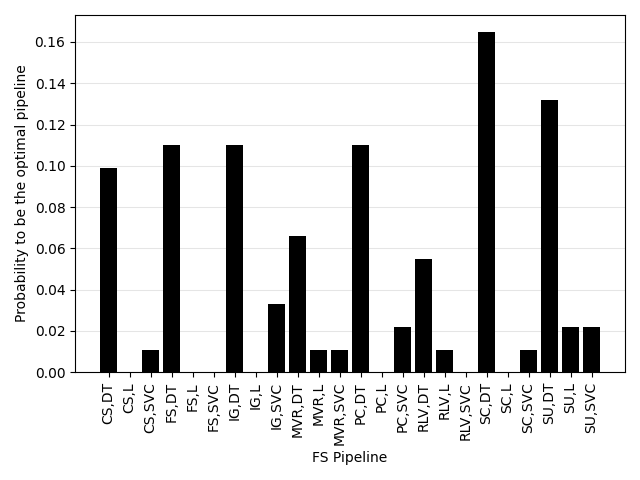 0.16
0.14
0.12
0.10
0.08
0.06
0.04
0.02
0.00
Probability to be the optimal pipeline
CS,DT
CS,L
CS,SVC
FS,DT
FS,L
FS,SVC
IG,DT
IG,L
IG,SVC
MVR,DT
MVR,L
MVR,SVC
PC,DT
PC,L
PC,SVC
RLV,DT
RLV,L
RLV,SVC
SC,DT
SC,L
SC,SVC
SU,DT
SU,L
SU,SVC
FS Pipeline